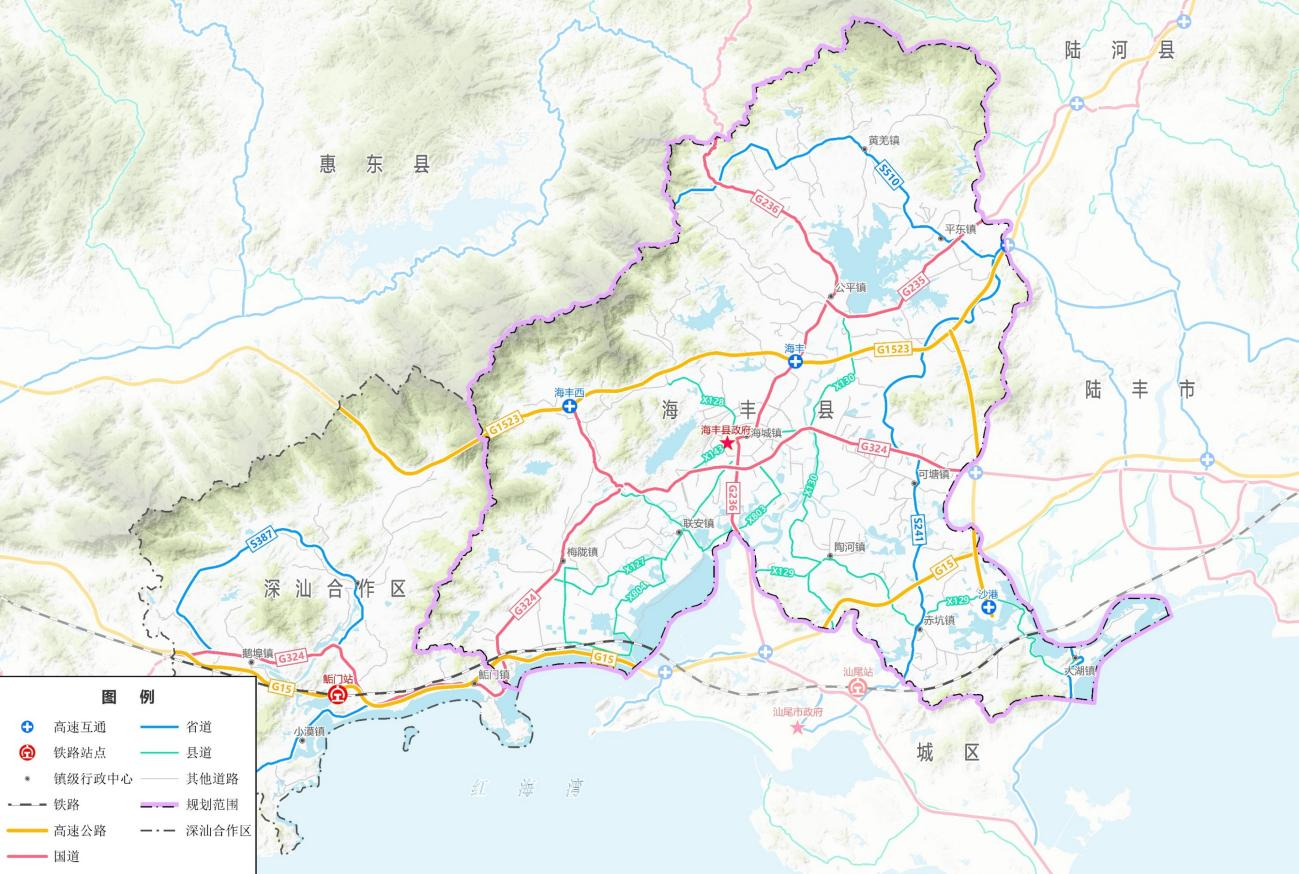 陆河县
惠东县
黄羌镇
S510
G236
平东镇
公平镇
G235
海丰
G1523
陆丰市
海丰西
X130
X128
海丰县
G1523
海丰县政府
海城镇
X143
G324
可塘镇
X130
G236
X803
S241
联安镇
S387
陶河镇
梅陇镇
X127
X129
G15
深汕合作区
X804
沙港
X129
G324
赤坑镇
鹅埠镇
G324
G15
大湖镇
鲘门站
鲘门镇
汕尾站
G15
汕尾市政府
小漠镇
城区
红海湾
图例
高速互通
省道
铁路站点
县道
镇级行政中心
其他道路
铁路
规划范围
高速公路
深汕合作区
国道